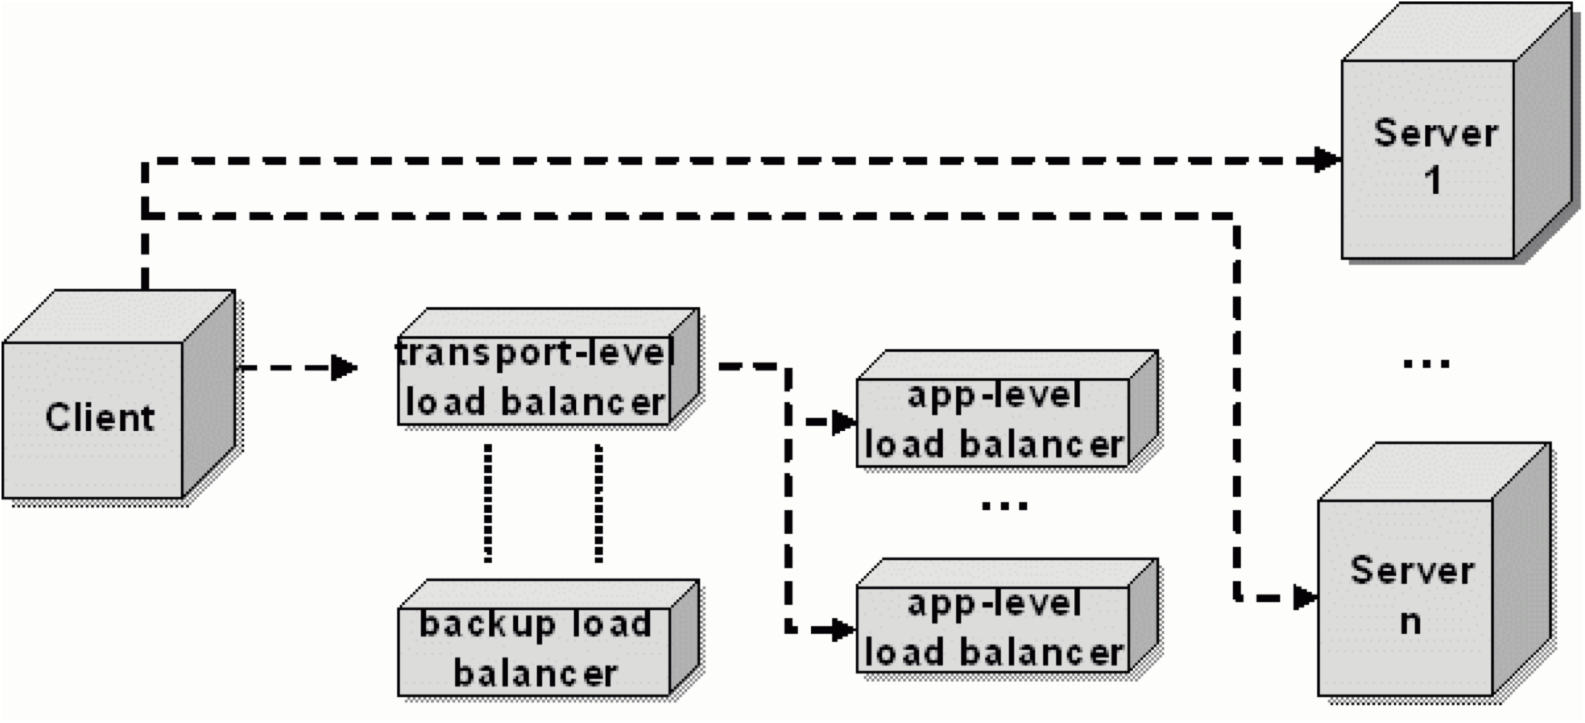 Server
1
Client
transport-level
load balancer
app-level
load balancer
...
...
app-level
load balancer
backup load
balancer
Server
n